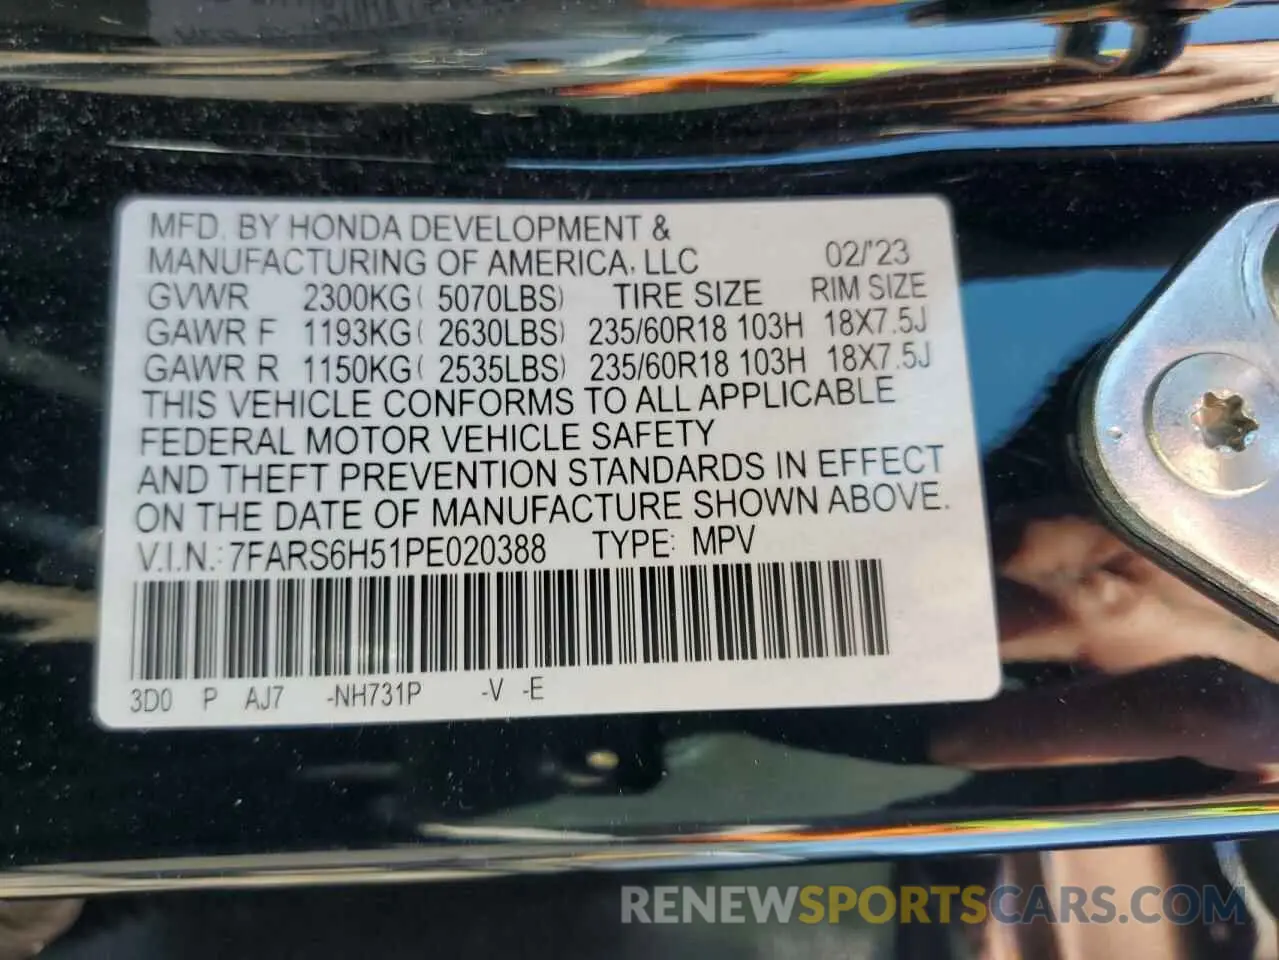 MFD. BY HONDA DEVELOPMENT &
MANUFACTURING OF AMERICA, LLC 02/'23
GVWR 2300KG( 5070LBS) TIRE SIZE RIM SIZE
GAWR F 1193KG( 2630LBS) 235/60R18 103H 18X7.5J
GAWR R 1150KG( 2535LBS) 235/60R18 103H 18X7.5J
THIS VEHICLE CONFORMS TO ALL APPLICABLE
FEDERAL MOTOR VEHICLE SAFETY
AND THEFT PREVENTION STANDARDS IN EFFECT
ON THE DATE OF MANUFACTURE SHOWN ABOVE.
V.I.N.: 7FARS6H51PE020388 TYPE: MPV
3D0 P AJ7 -NH731P -V -E
RENEWSPORTSCARS.COM